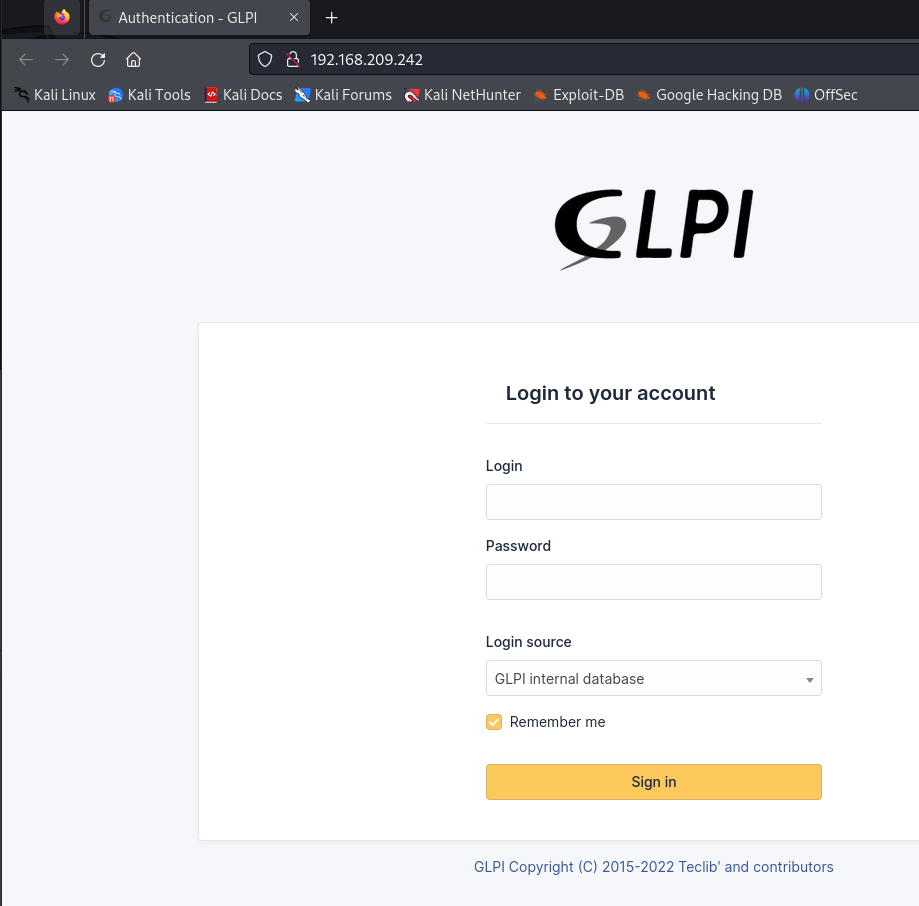 Authentication - GLPI
192.168.209.242
Kali Linux Kali Tools Kali Docs Kali Forums Kali NetHunter Exploit-DB Google Hacking DB OffSec
GLPI
Login to your account
Login
Password
Login source
GLPI internal database
Remember me
Sign in
GLPI Copyright (C) 2015-2022 Teclib' and contributors